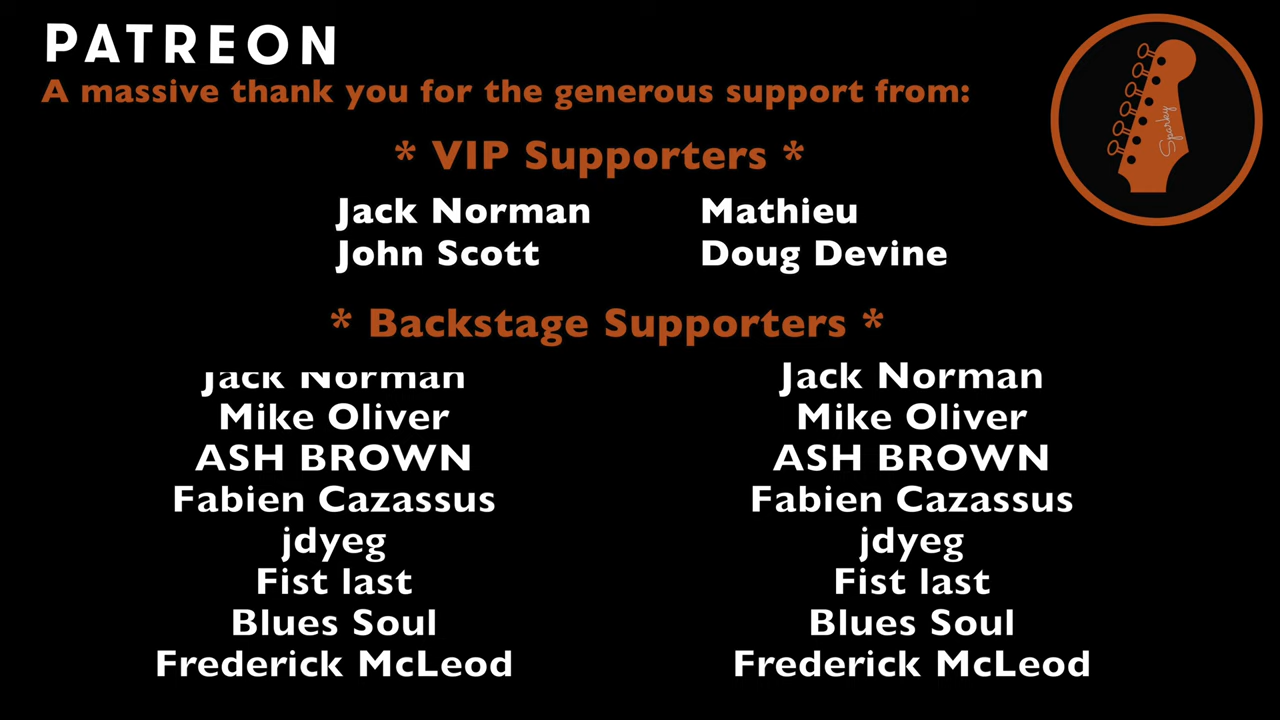 PATREON
A massive thank you for the generous support from:
Sparky
* VIP Supporters *
Jack Norman Mathieu
John Scott Doug Devine
* Backstage Supporters *
Jack Norman Jack Norman
Mike Oliver Mike Oliver
ASH BROWN ASH BROWN
Fabien Cazassus Fabien Cazassus
jdyeg jdyeg
Fist last Fist last
Blues Soul Blues Soul
Frederick McLeod Frederick McLeod